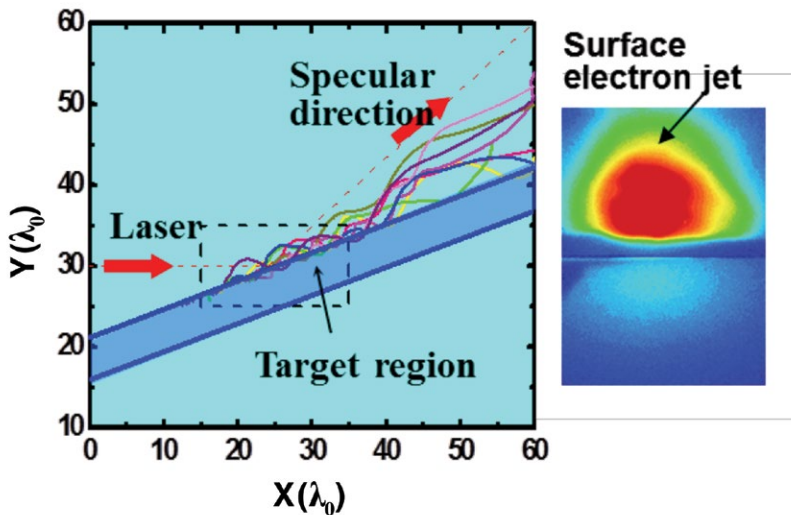 60
50
40
30
20
10
Y(λ₀)
Specular
direction
Laser
Target region
0
10
20
30
40
50
60
X(λ₀)
Surface
electron jet